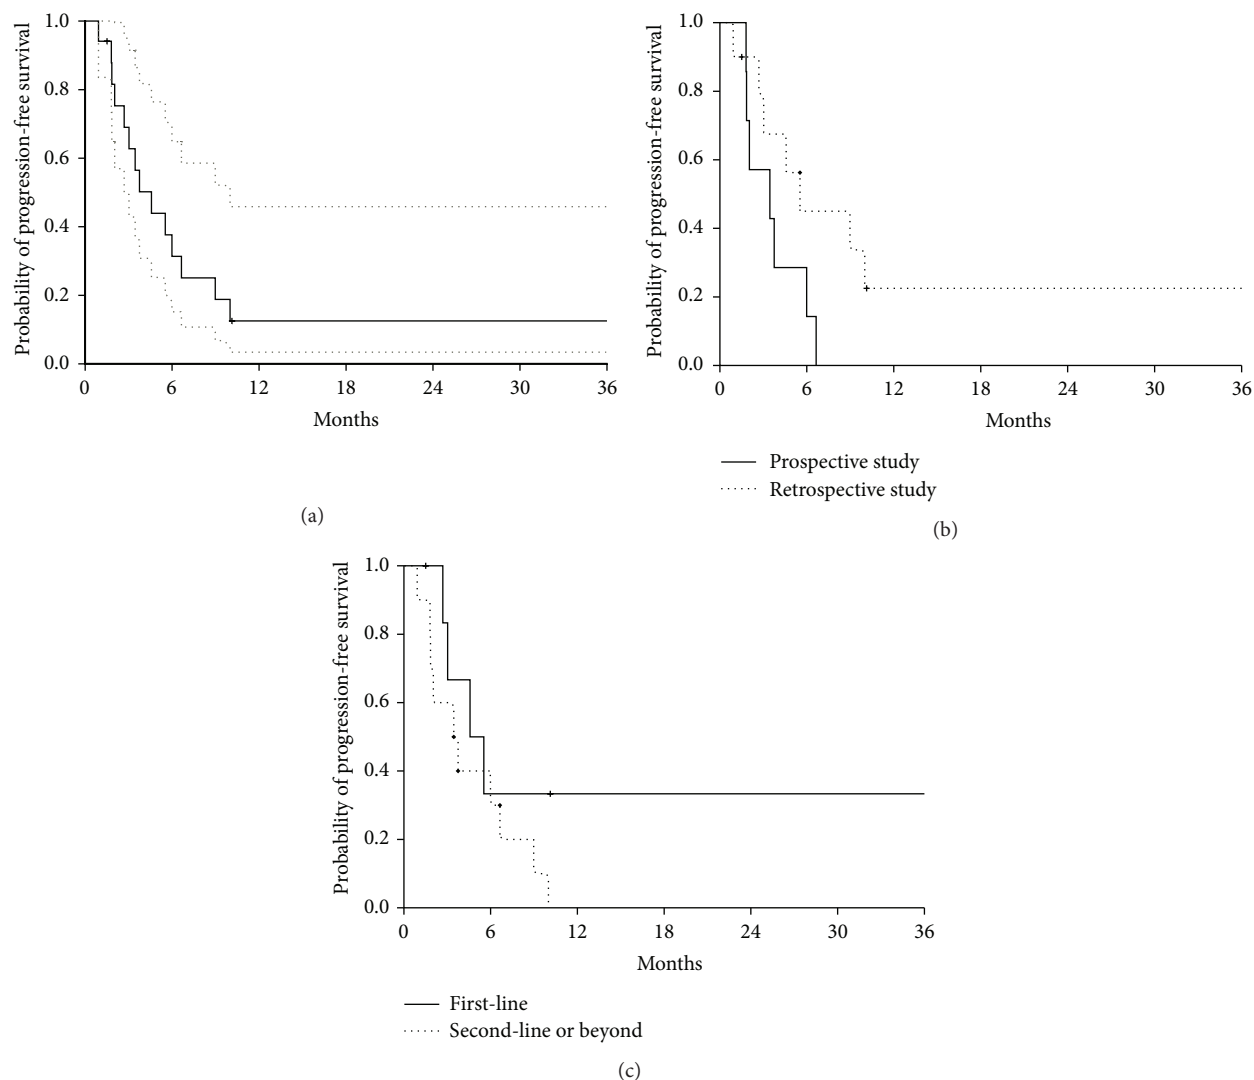 Probability of progression-free survival
1.0
0.8
0.6
0.4
0.2
0.0
0 6 12 18 24 30 36
Months
(a)
Probability of progression-free survival
1.0
0.8
0.6
0.4
0.2
0.0
0 6 12 18 24 30 36
Months
Prospective study
Retrospective study
(b)
Probability of progression-free survival
1.0
0.8
0.6
0.4
0.2
0.0
0 6 12 18 24 30 36
Months
First-line
Second-line or beyond
(c)